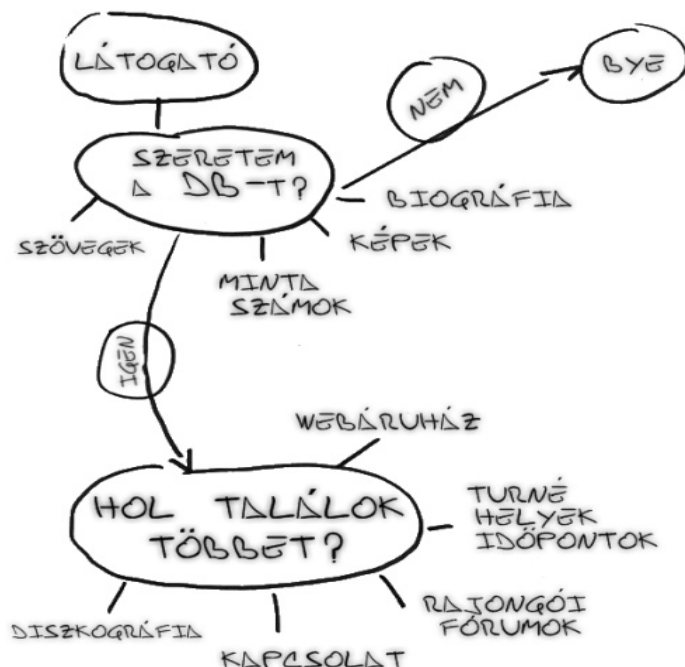 LÁTOGATÓ
NEM
BYE
SZERETEM
A DB-T?
BIOGRÁFIA
KÉPEK
SZÖVEGEK
MINTA
SZÁMOK
IGEN
WEBÁRUHÁZ
HOL TALÁLOK
TÖBBET?
TURNÉ
HELYEK
IDŐPONTOK
RAJONGÓI
FÓRUMOK
DISZKOGRÁFIA
KAPCSOLAT